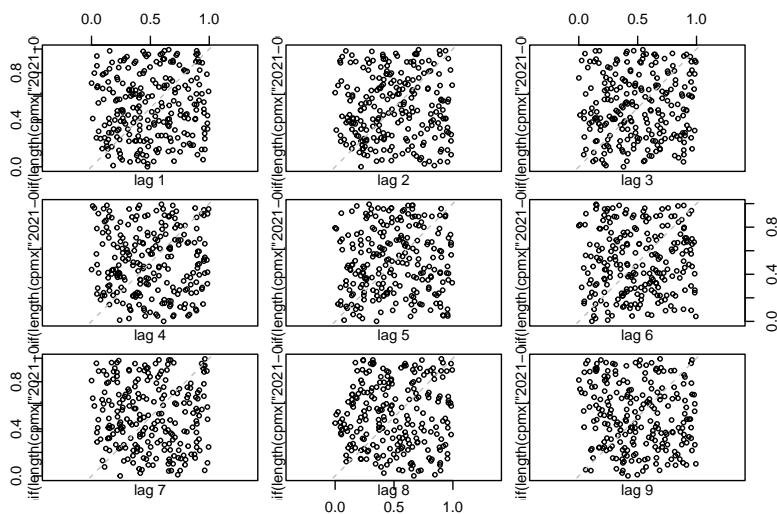 0.0 0.5 1.0 0.0 0.5 1.0
0.0 0.4 0.8
if(length(cpmx["2021−0
if(length(cpmx["2021−0
if(length(cpmx["2021−0
lag 1
lag 2
lag 3
if(length(cpmx["2021−0
if(length(cpmx["2021−0
if(length(cpmx["2021−0
0.0 0.4 0.8
lag 4
lag 5
lag 6
0.0 0.4 0.8
if(length(cpmx["2021−0
if(length(cpmx["2021−0
if(length(cpmx["2021−0
lag 7
lag 8
lag 9
0.0 0.5 1.0